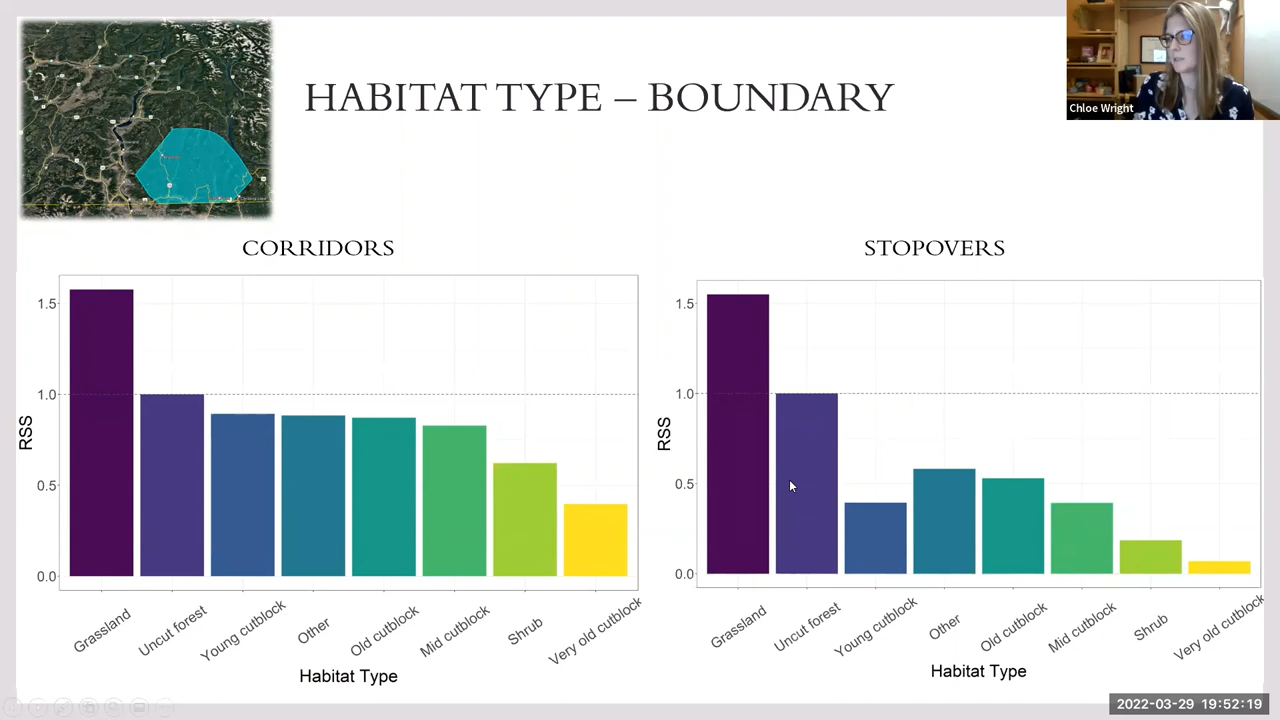 Chloe Wright
HABITAT TYPE – BOUNDARY
CORRIDORS
STOPOVERS
RSS
1.5
1.0
0.5
0.0
Grassland
Uncut forest
Young cutblock
Other
Old cutblock
Mid cutblock
Shrub
Very old cutblock
Habitat Type
RSS
1.5
1.0
0.5
0.0
Grassland
Uncut forest
Young cutblock
Other
Old cutblock
Mid cutblock
Shrub
Very old cutblock
Habitat Type
2022-03-29 19:52:19